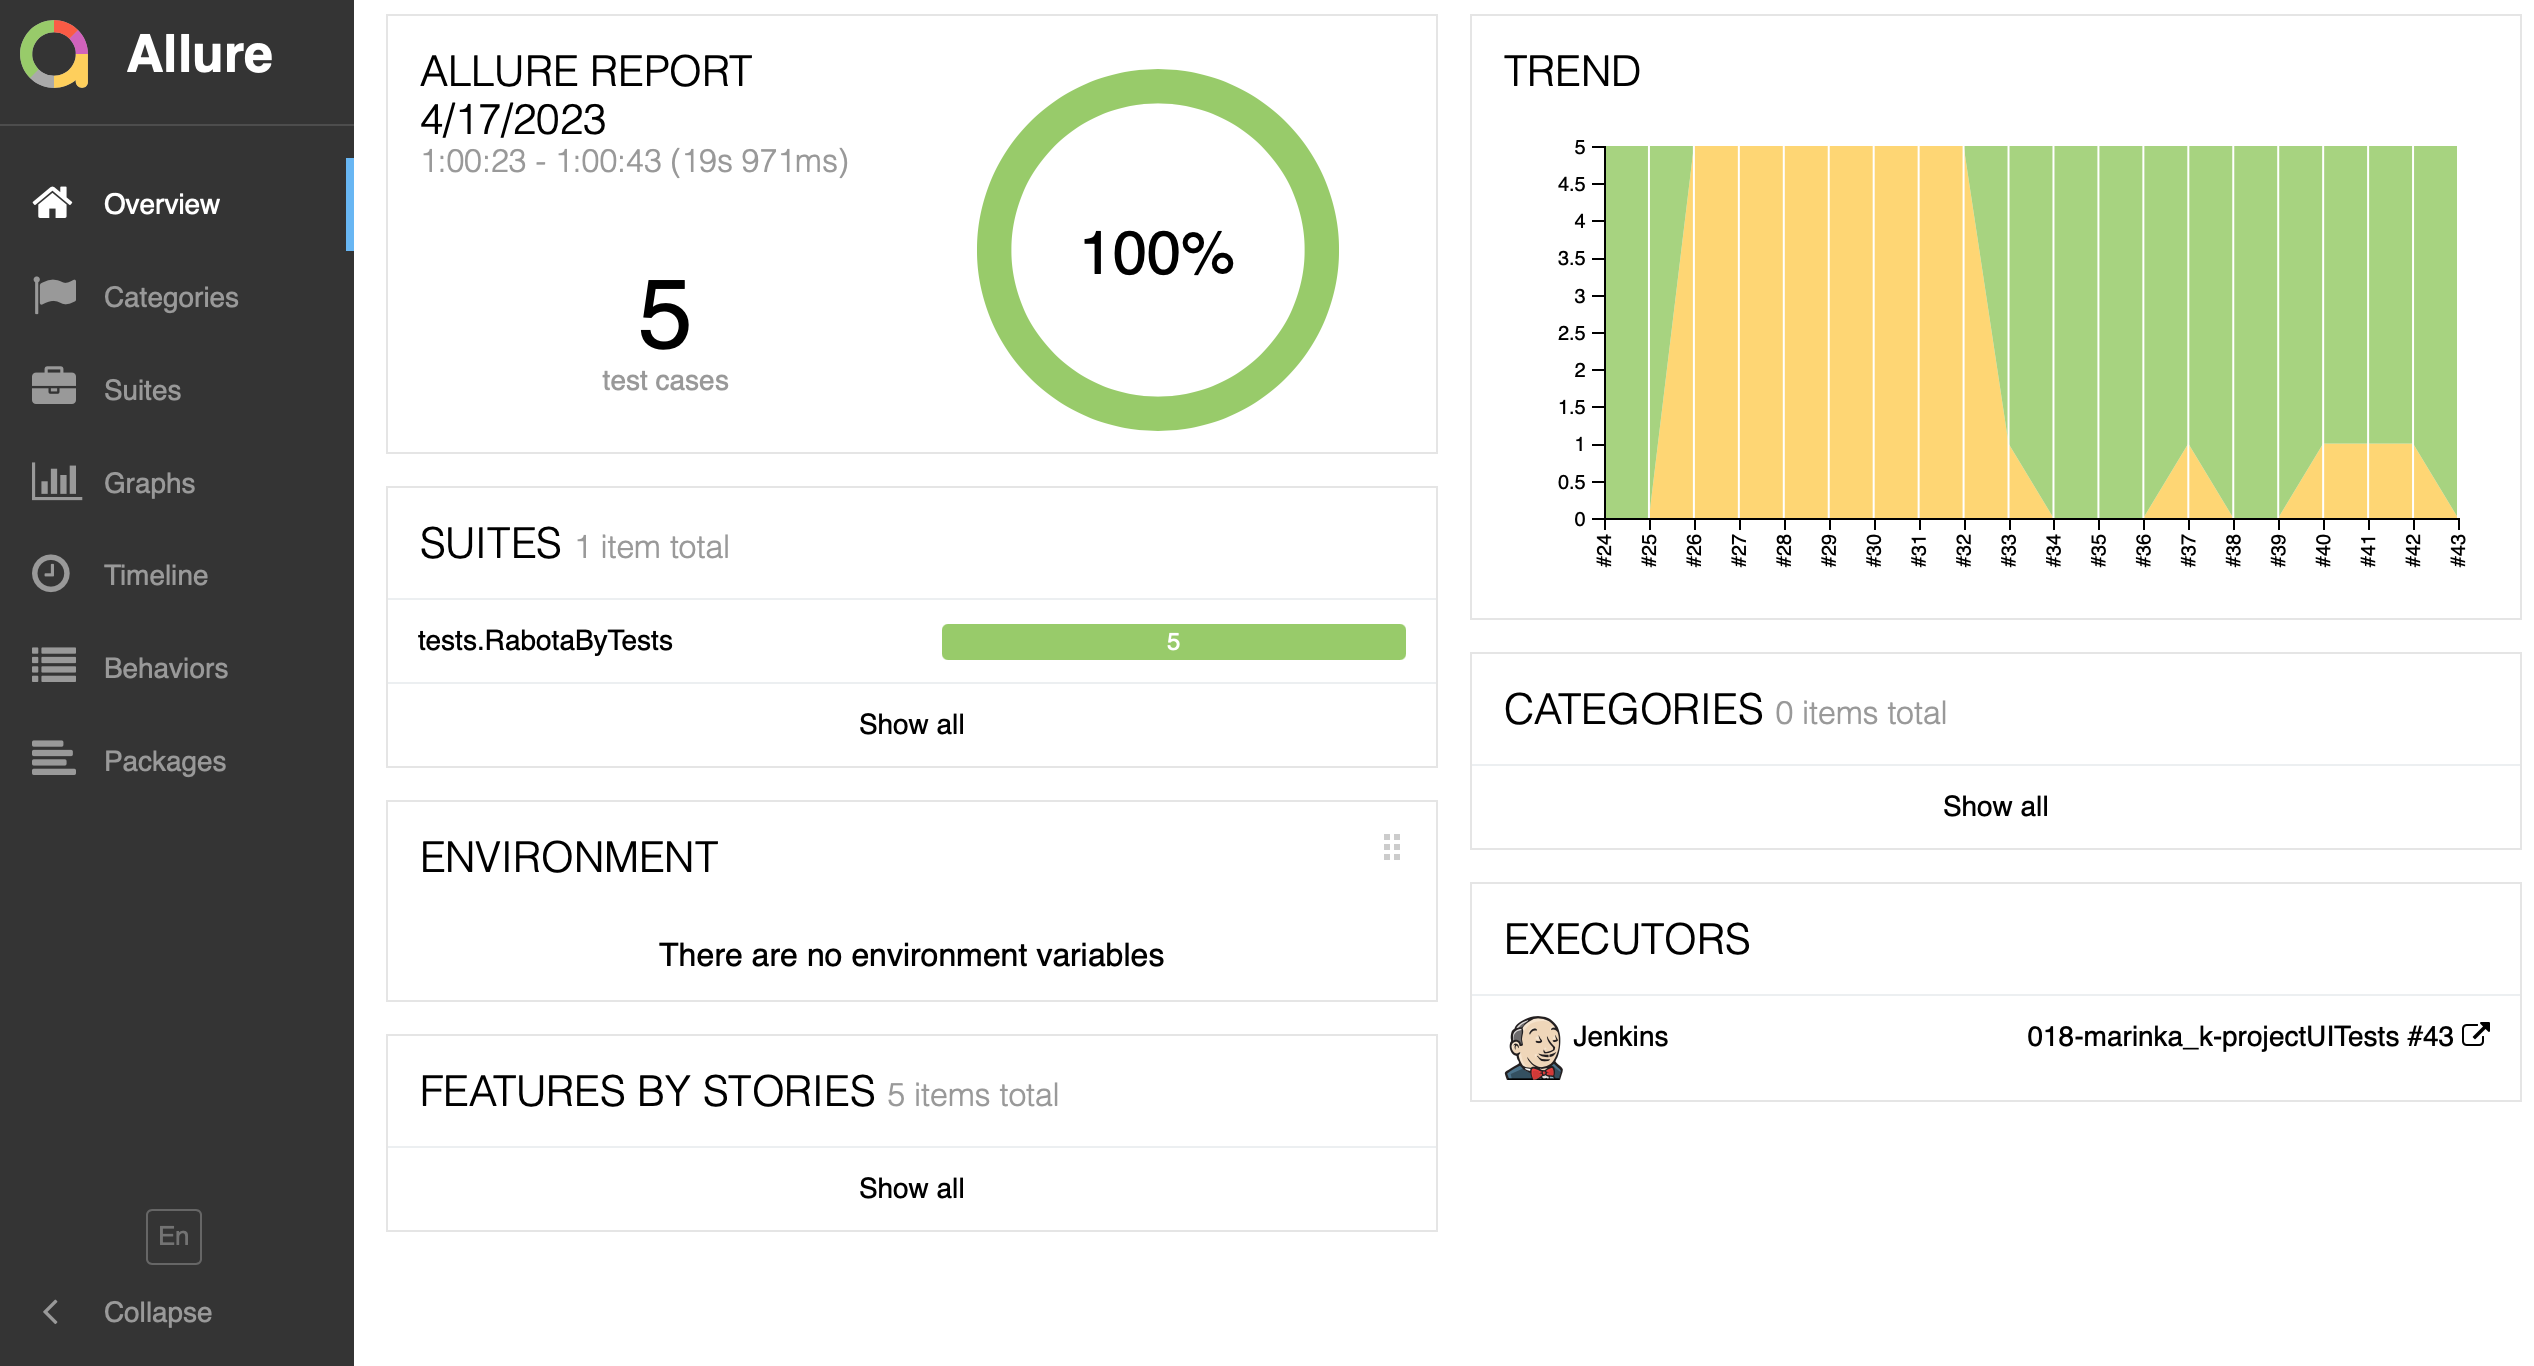 Allure
Overview
Categories
Suites
Graphs
Timeline
Behaviors
Packages
En
Collapse
ALLURE REPORT
4/17/2023
1:00:23 - 1:00:43 (19s 971ms)
5
test cases
100%
SUITES 1 item total
tests.RabotaByTests 5
Show all
ENVIRONMENT
There are no environment variables
FEATURES BY STORIES 5 items total
Show all
TREND
5
4.5
4
3.5
3
2.5
2
1.5
1
0.5
0
#24 #25 #26 #27 #28 #29 #30 #31 #32 #33 #34 #35 #36 #37 #38 #39 #40 #41 #42 #43
CATEGORIES 0 items total
Show all
EXECUTORS
Jenkins 018-marinka_k-projectUITests #43